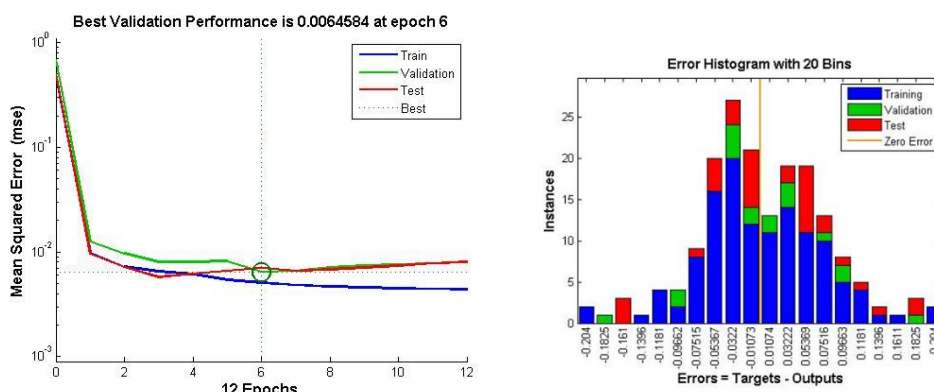 Best Validation Performance is 0.0064584 at epoch 6
10^0
10^-1
10^-2
10^-3
Mean Squared Error (mse)
Train
Validation
Test
Best
0 2 4 6 8 10 12
12 Epochs
Error Histogram with 20 Bins
25
20
15
10
5
0
Instances
Training
Validation
Test
Zero Error
-0.204
-0.1825
-0.161
-0.1396
-0.1181
-0.09662
-0.07515
-0.05367
-0.0322
-0.01073
0.01074
0.03222
0.05369
0.07516
0.09663
0.1181
0.1396
0.1611
0.1825
0.204
Errors = Targets - Outputs